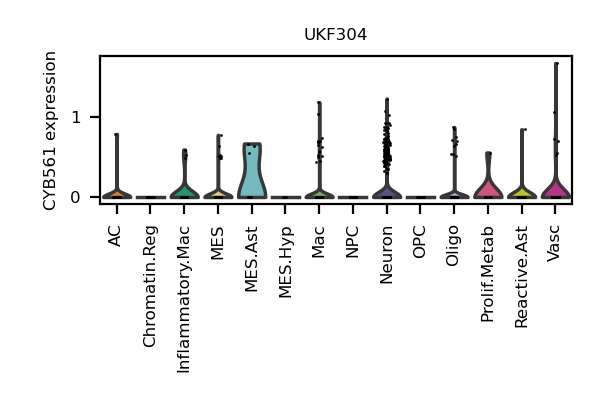 UKF304
CYB561 expression
1
0
AC
Chromatin.Reg
Inflammatory.Mac
MES
MES.Ast
MES.Hyp
Mac
NPC
Neuron
OPC
Oligo
Prolif.Metab
Reactive.Ast
Vasc